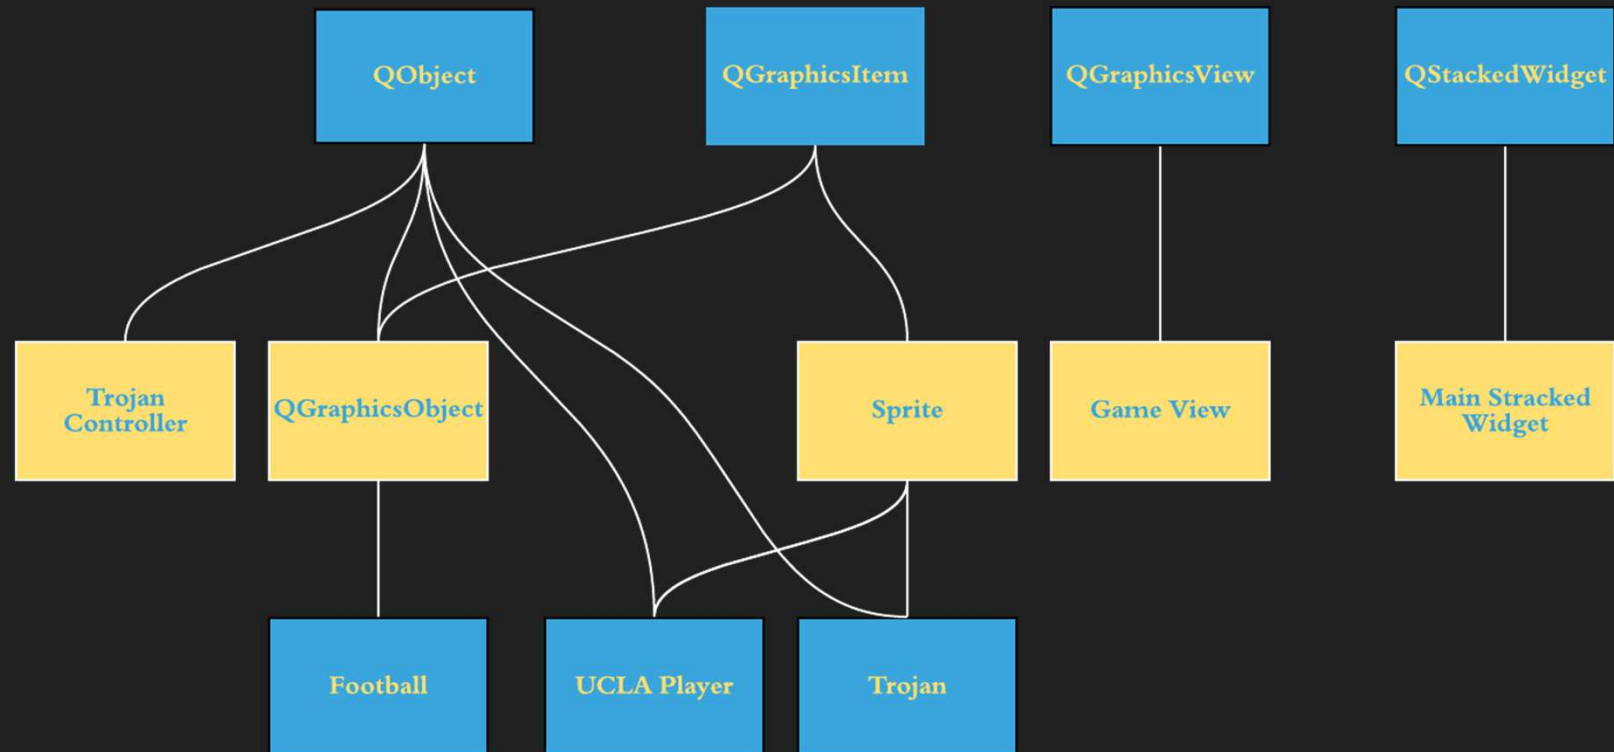 QObject
QGraphicsItem
QGraphicsView
QStackedWidget
Trojan
Controller
QGraphicsObject
Sprite
Game View
Main Stracked
Widget
Football
UCLA Player
Trojan